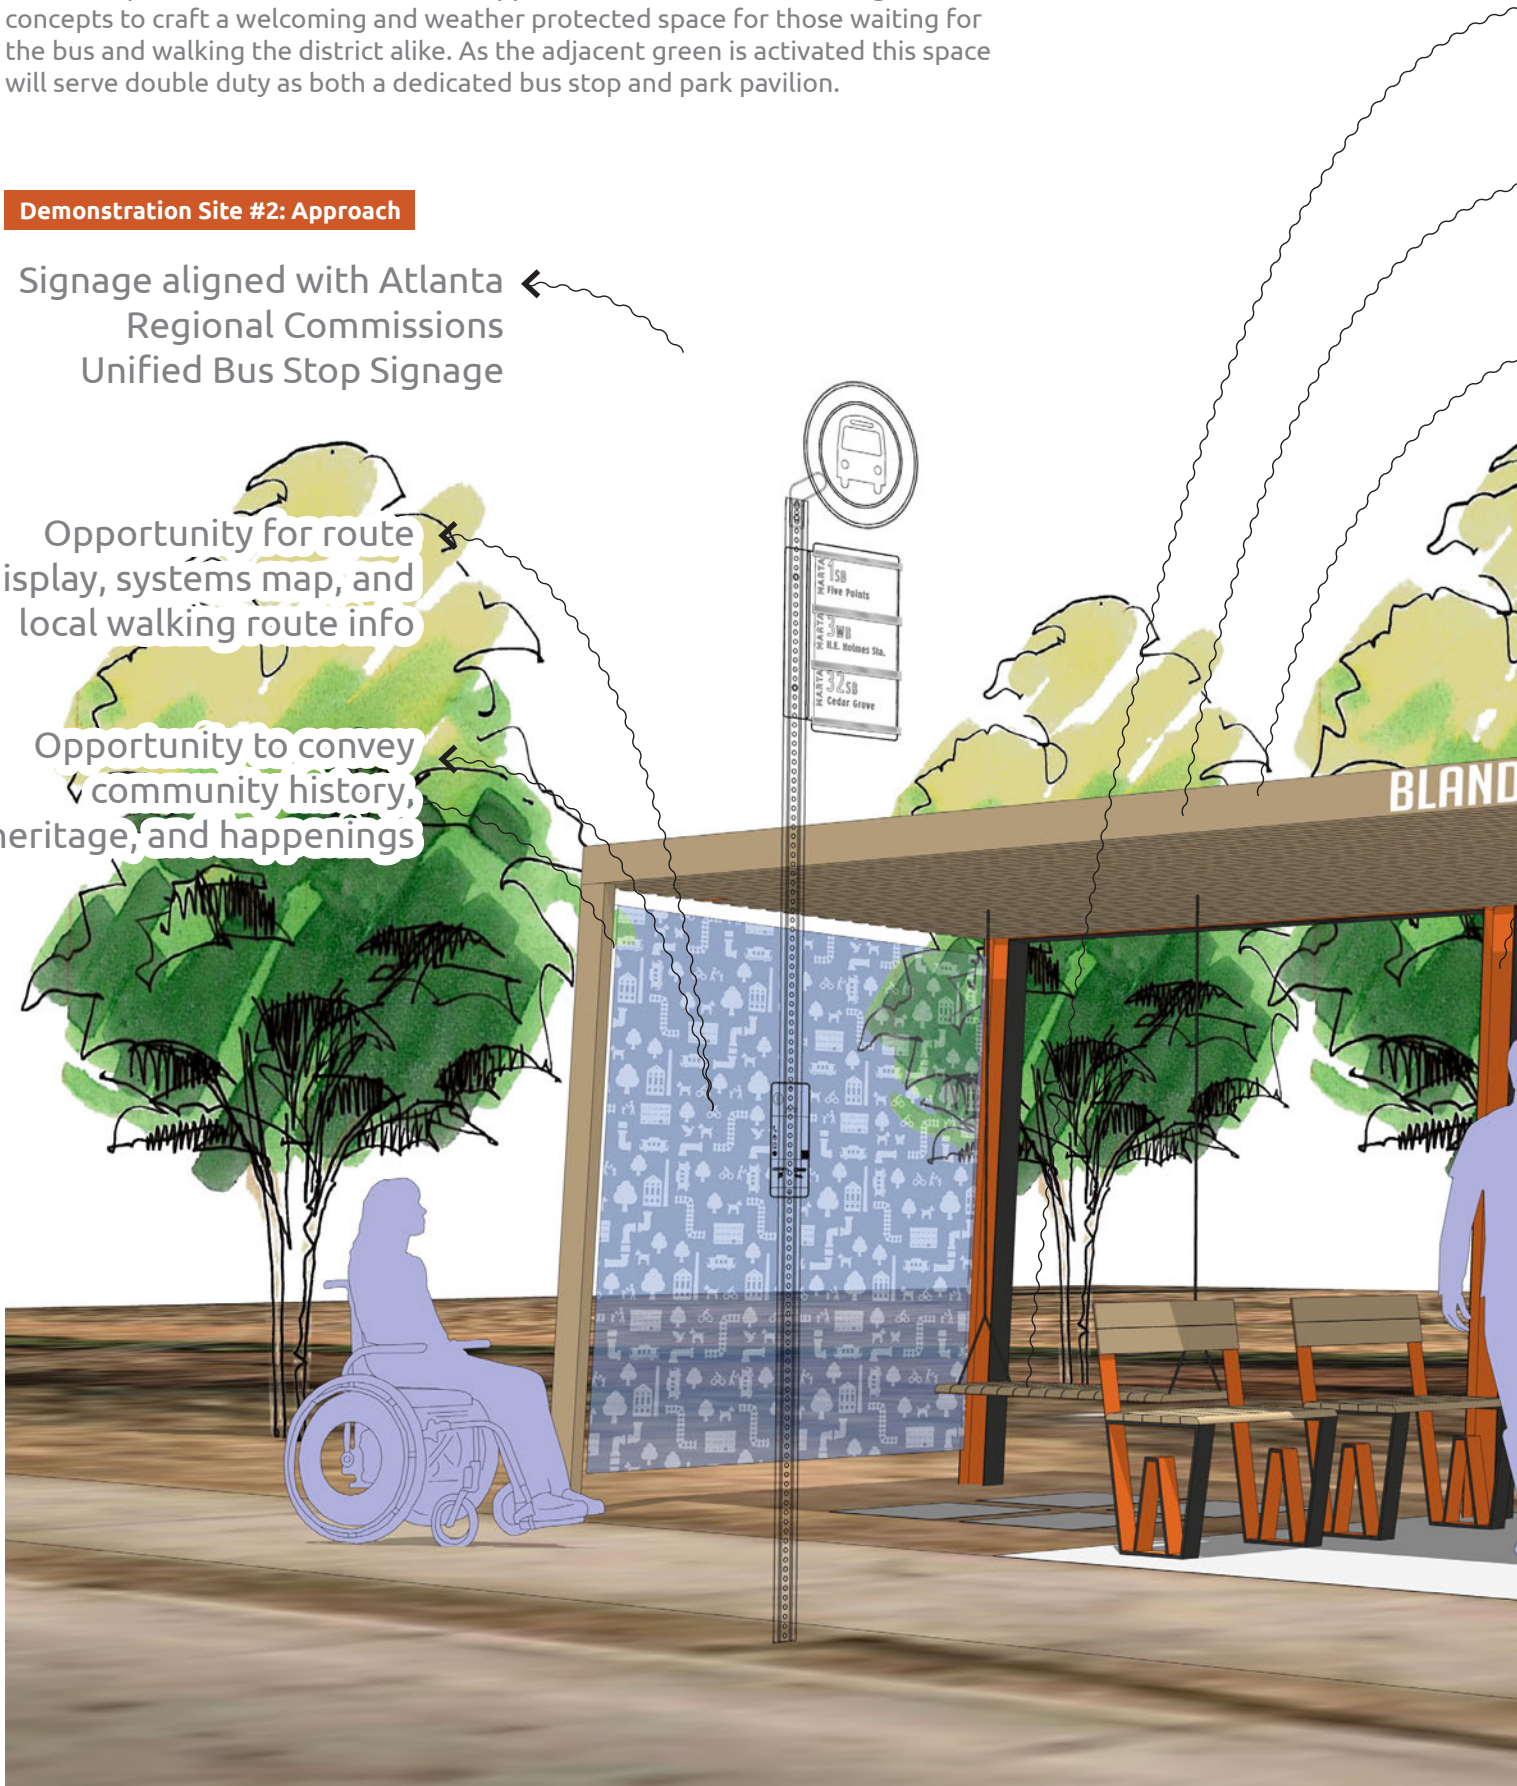 concepts to craft a welcoming and weather protected space for those waiting for
the bus and walking the district alike. As the adjacent green is activated this space
will serve double duty as both a dedicated bus stop and park pavilion.
Demonstration Site #2: Approach
Signage aligned with Atlanta
Regional Commissions
Unified Bus Stop Signage
Opportunity for route
isplay, systems map, and
local walking route info
Opportunity to convey
community history,
eritage, and happenings
MARTA
1SB
Five Points
MARTA
3WB
H.E. Holmes Sta.
MARTA
32SB
Cedar Grove
BLAND